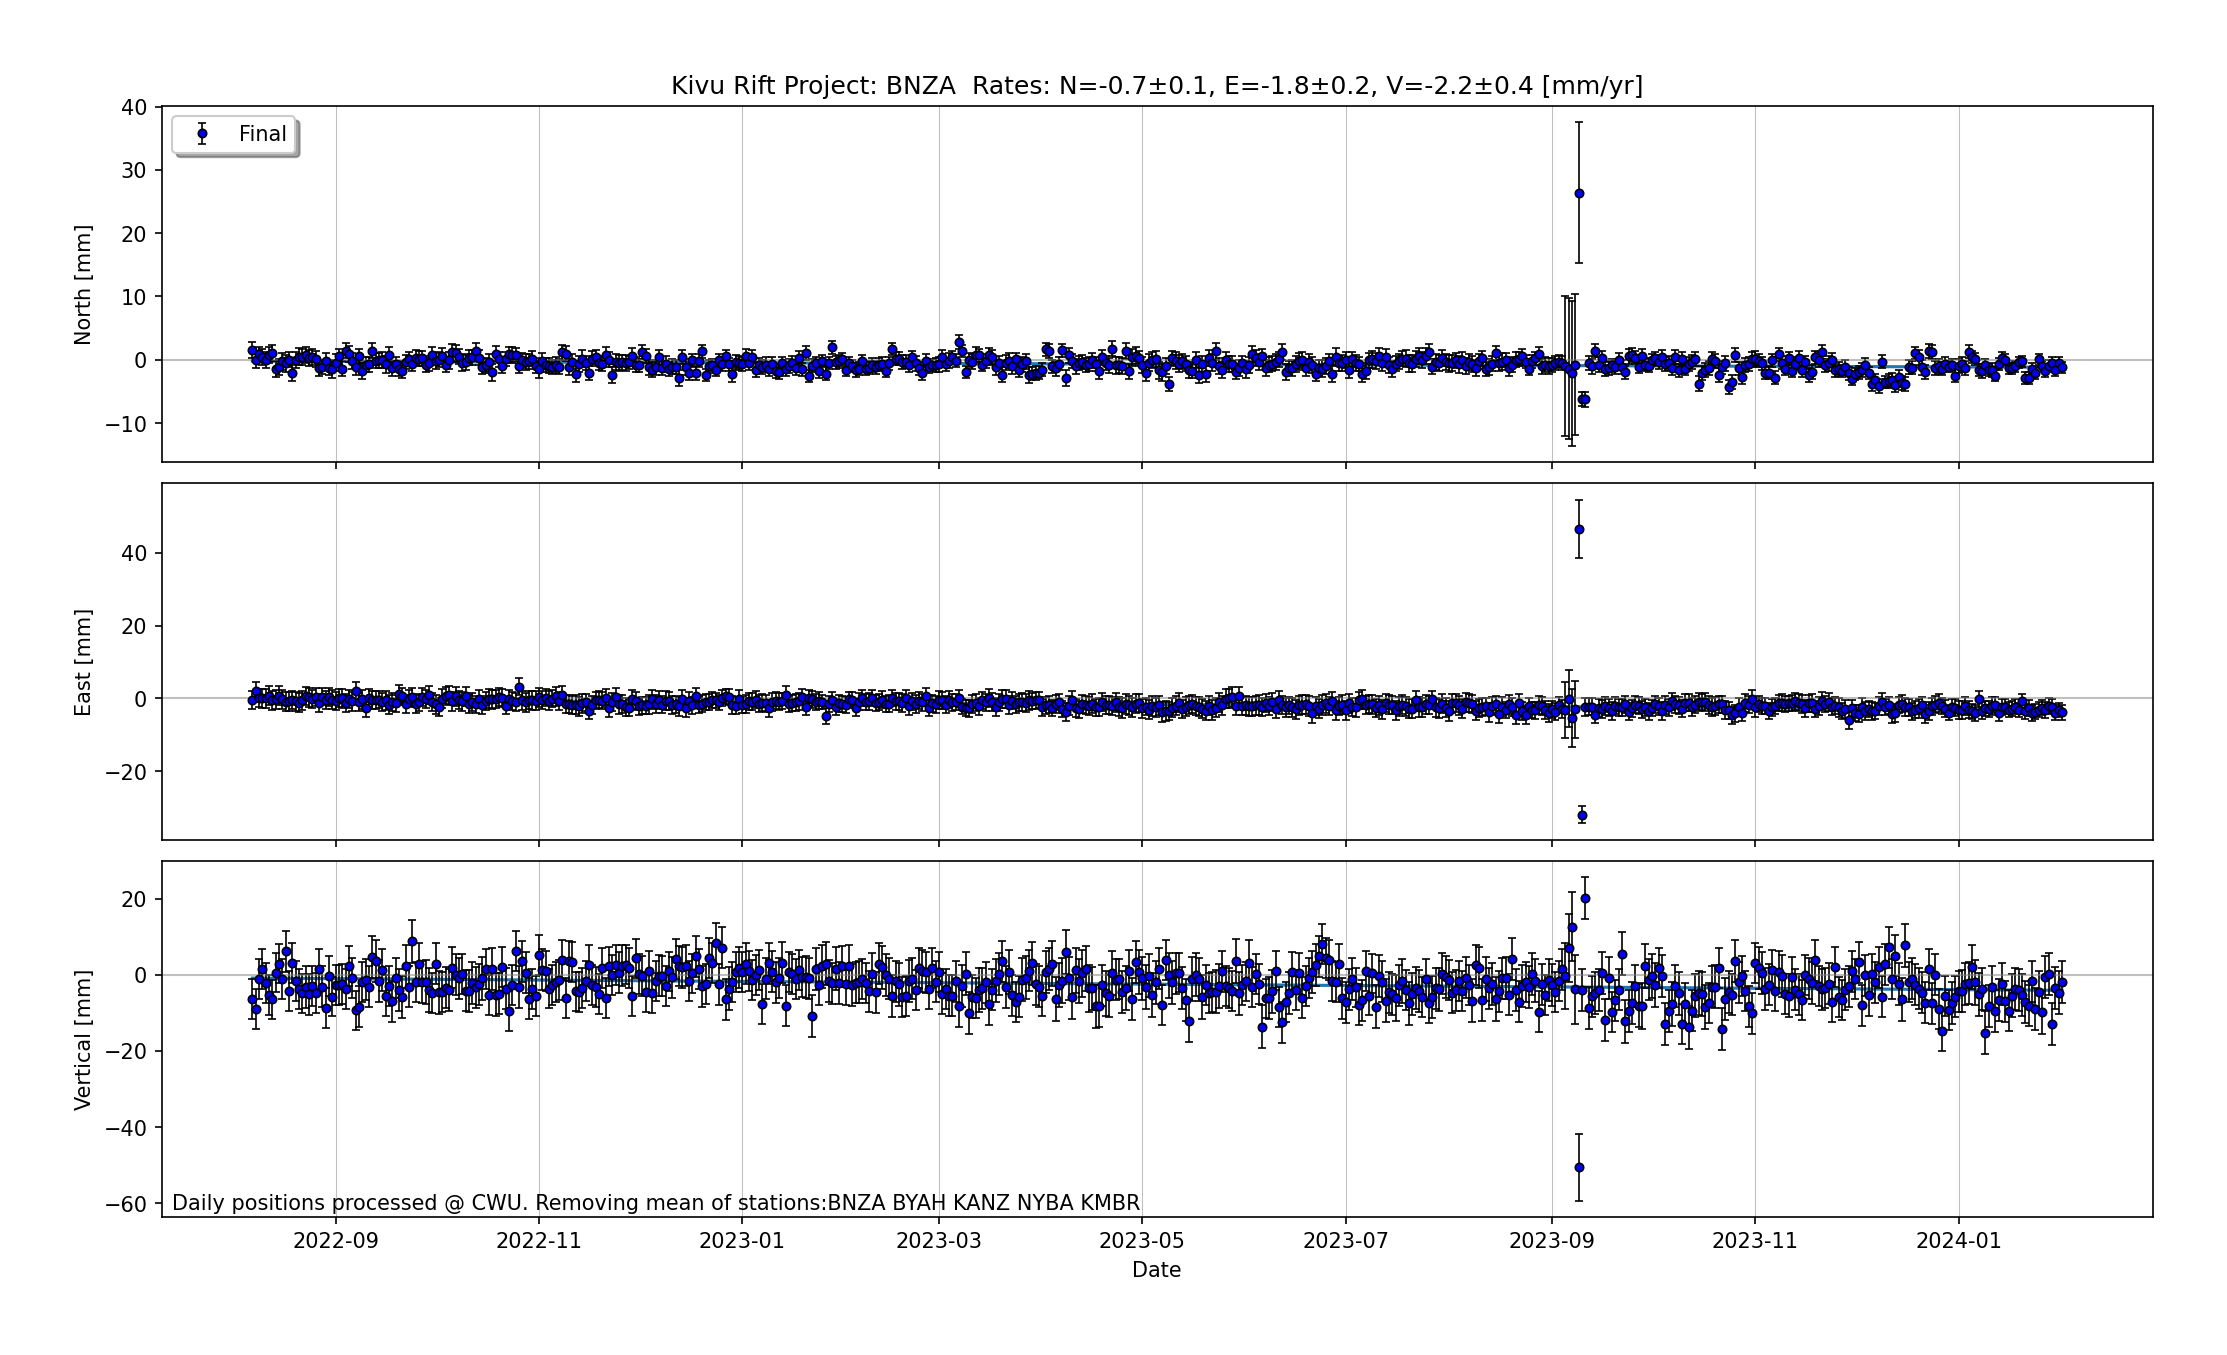 Kivu Rift Project: BNZA  Rates: N=-0.7±0.1, E=-1.8±0.2, V=-2.2±0.4 [mm/yr]
Final
North [mm]
40
30
20
10
0
−10
East [mm]
40
20
0
−20
Vertical [mm]
20
0
−20
−40
−60
Daily positions processed @ CWU. Removing mean of stations:BNZA BYAH KANZ NYBA KMBR
2022-09 2022-11 2023-01 2023-03 2023-05 2023-07 2023-09 2023-11 2024-01
Date